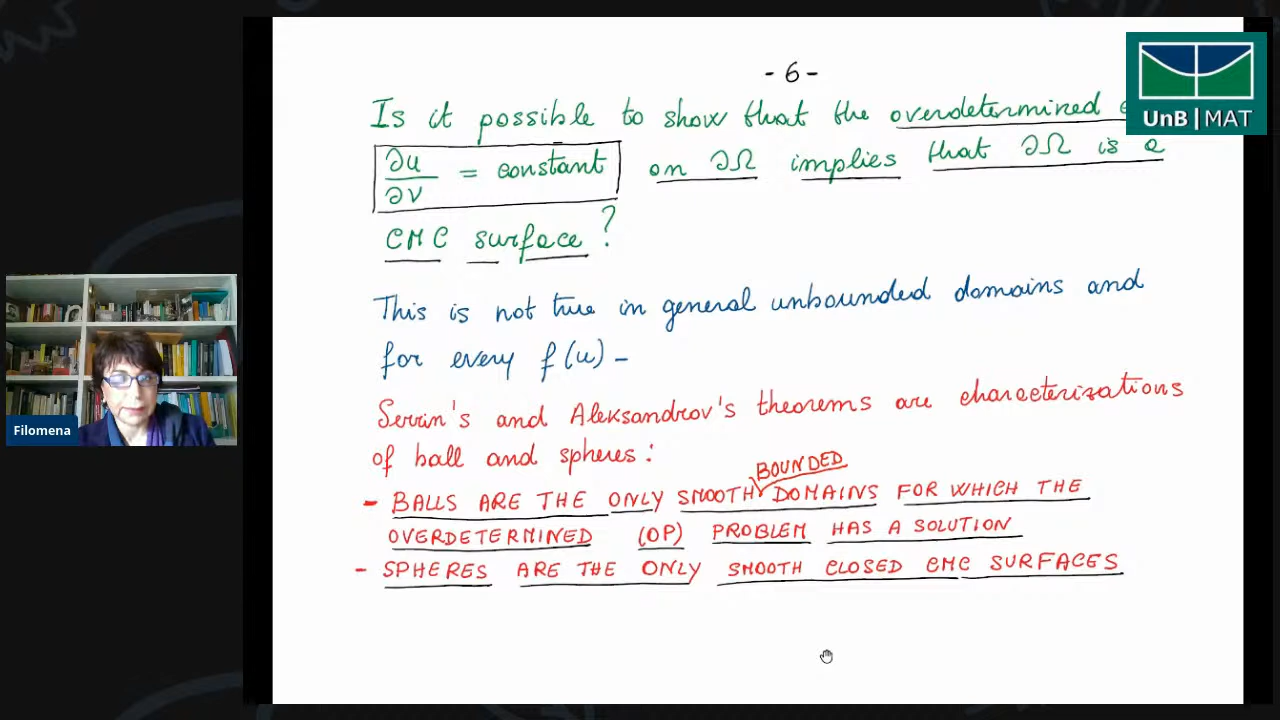 - 6 -
Is it possible to show that the overdetermined
∂u/∂ν = constant on ∂Ω implies that ∂Ω is a
CMC surface ?
This is not true in general unbounded domains and
for every f(u) -
Serrin's and Aleksandrov's theorems are characterizations
of ball and spheres :
BOUNDED
- BALLS ARE THE ONLY SMOOTH DOMAINS FOR WHICH THE
OVERDETERMINED (OP) PROBLEM HAS A SOLUTION
- SPHERES ARE THE ONLY SMOOTH CLOSED CMC SURFACES
UnB | MAT
Filomena